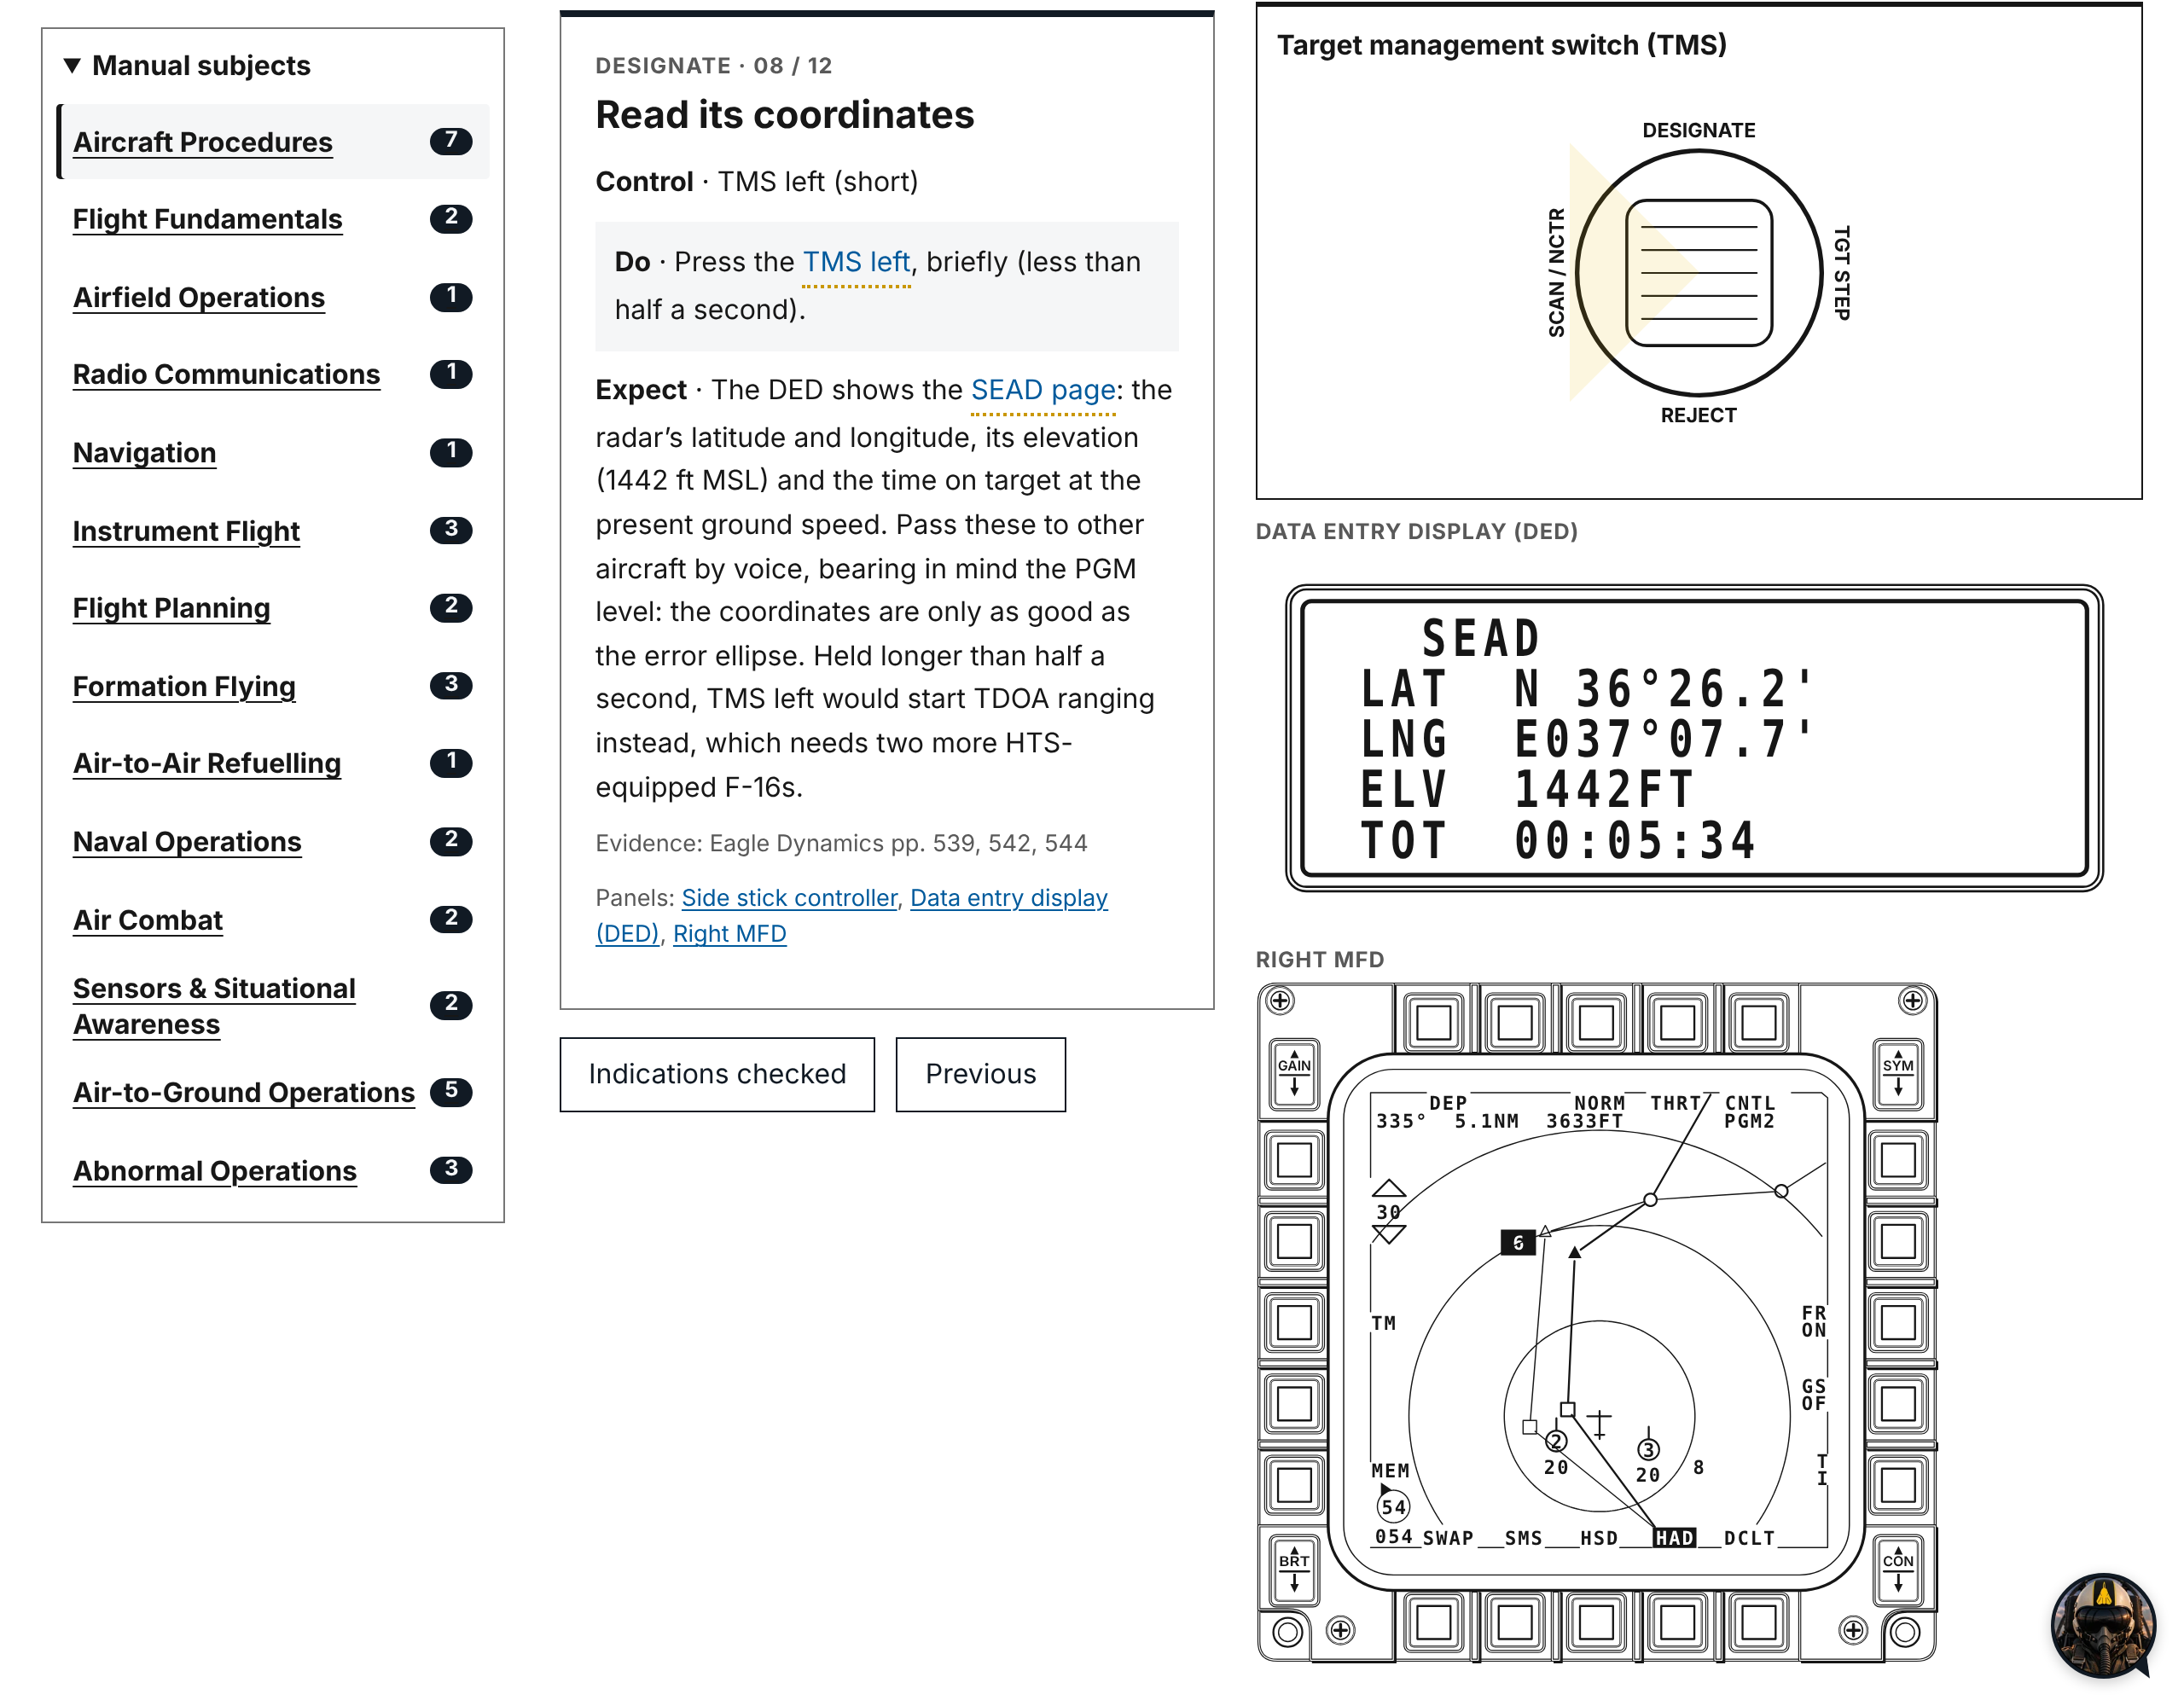 ▼ Manual subjects
Aircraft Procedures 7
Flight Fundamentals 2
Airfield Operations 1
Radio Communications 1
Navigation 1
Instrument Flight 3
Flight Planning 2
Formation Flying 3
Air-to-Air Refuelling 1
Naval Operations 2
Air Combat 2
Sensors & Situational
Awareness 2
Air-to-Ground Operations 5
Abnormal Operations 3
DESIGNATE · 08 / 12
Read its coordinates
Control · TMS left (short)
Do · Press the TMS left, briefly (less than
half a second).
Expect · The DED shows the SEAD page: the
radar’s latitude and longitude, its elevation
(1442 ft MSL) and the time on target at the
present ground speed. Pass these to other
aircraft by voice, bearing in mind the PGM
level: the coordinates are only as good as
the error ellipse. Held longer than half a
second, TMS left would start TDOA ranging
instead, which needs two more HTS-
equipped F-16s.
Evidence: Eagle Dynamics pp. 539, 542, 544
Panels: Side stick controller, Data entry display
(DED), Right MFD
Indications checked
Previous
Target management switch (TMS)
DESIGNATE
SCAN / NCTR
TGT STEP
REJECT
DATA ENTRY DISPLAY (DED)
SEAD
LAT N 36°26.2'
LNG E037°07.7'
ELV 1442FT
TOT 00:05:34
RIGHT MFD
GAIN
SYM
DEP NORM THRT CNTL
335° 5.1NM 3633FT PGM2
30
6
TM
FR
ON
GS
OF
2
3
20
20
8
T
I
MEM
54
054 SWAP SMS HSD HAD DCLT
BRT
CON